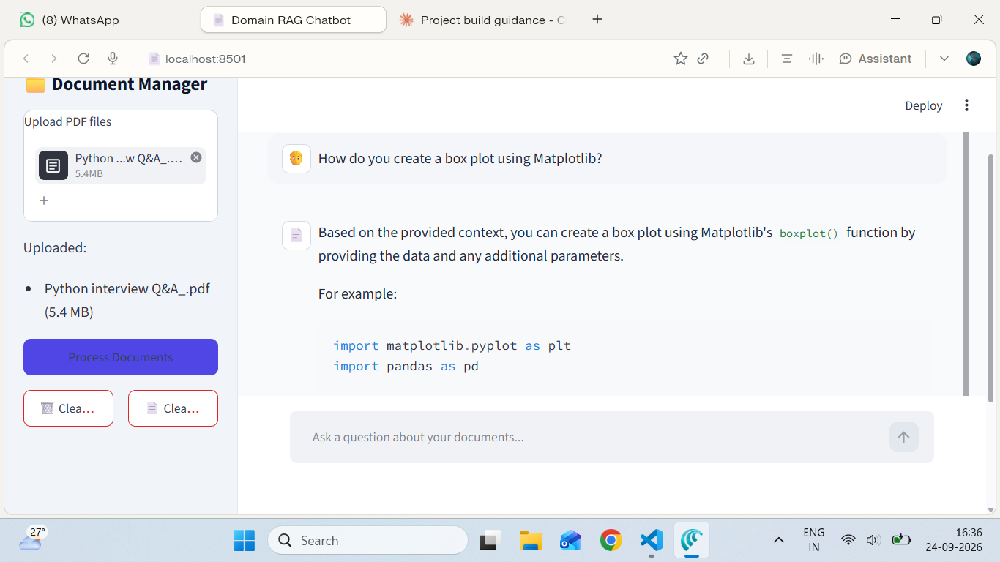 (8) WhatsApp
Domain RAG Chatbot
Project build guidance - C
localhost:8501
Assistant
Document Manager
Upload PDF files
Python ...w Q&A_....
5.4MB
Uploaded:
Python interview Q&A_.pdf
(5.4 MB)
Process Documents
Clea...
Clea...
Deploy
How do you create a box plot using Matplotlib?
Based on the provided context, you can create a box plot using Matplotlib's boxplot() function by
providing the data and any additional parameters.
For example:
import matplotlib.pyplot as plt
import pandas as pd
Ask a question about your documents...
27°
Search
ENG
IN
16:36
24-09-2026